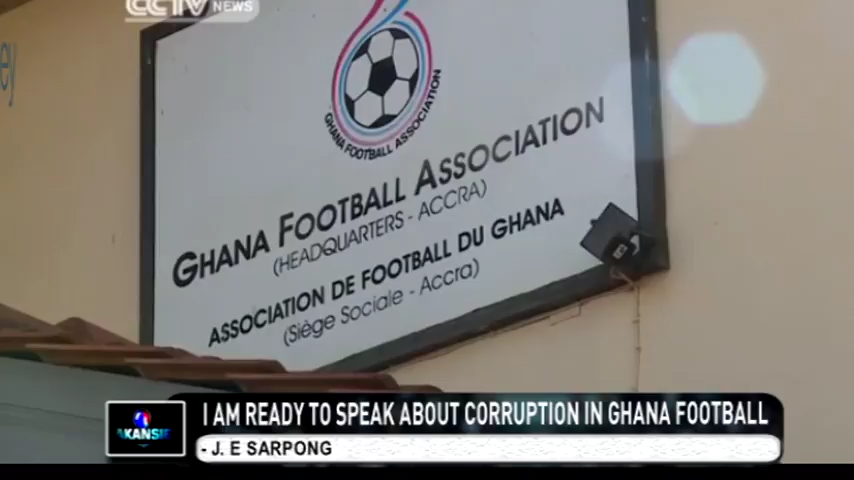 CCTV NEWS
ey
GHANA FOOTBALL ASSOCIATION
GHANA FOOTBALL ASSOCIATION
(HEADQUARTERS - ACCRA)
ASSOCIATION DE FOOTBALL DU GHANA
(Siège Sociale - Accra)
I AM READY TO SPEAK ABOUT CORRUPTION IN GHANA FOOTBALL
- J. E SARPONG